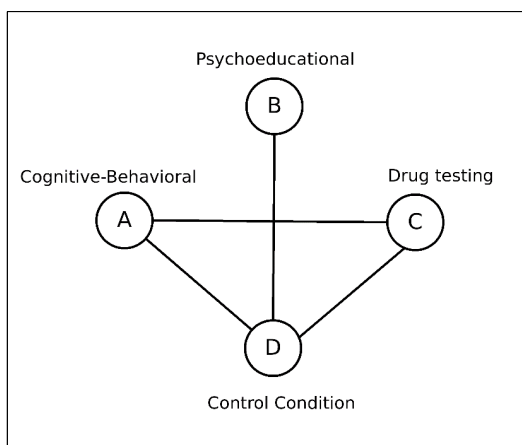 Psychoeducational
B
Cognitive-Behavioral
Drug testing
A
C
D
Control Condition